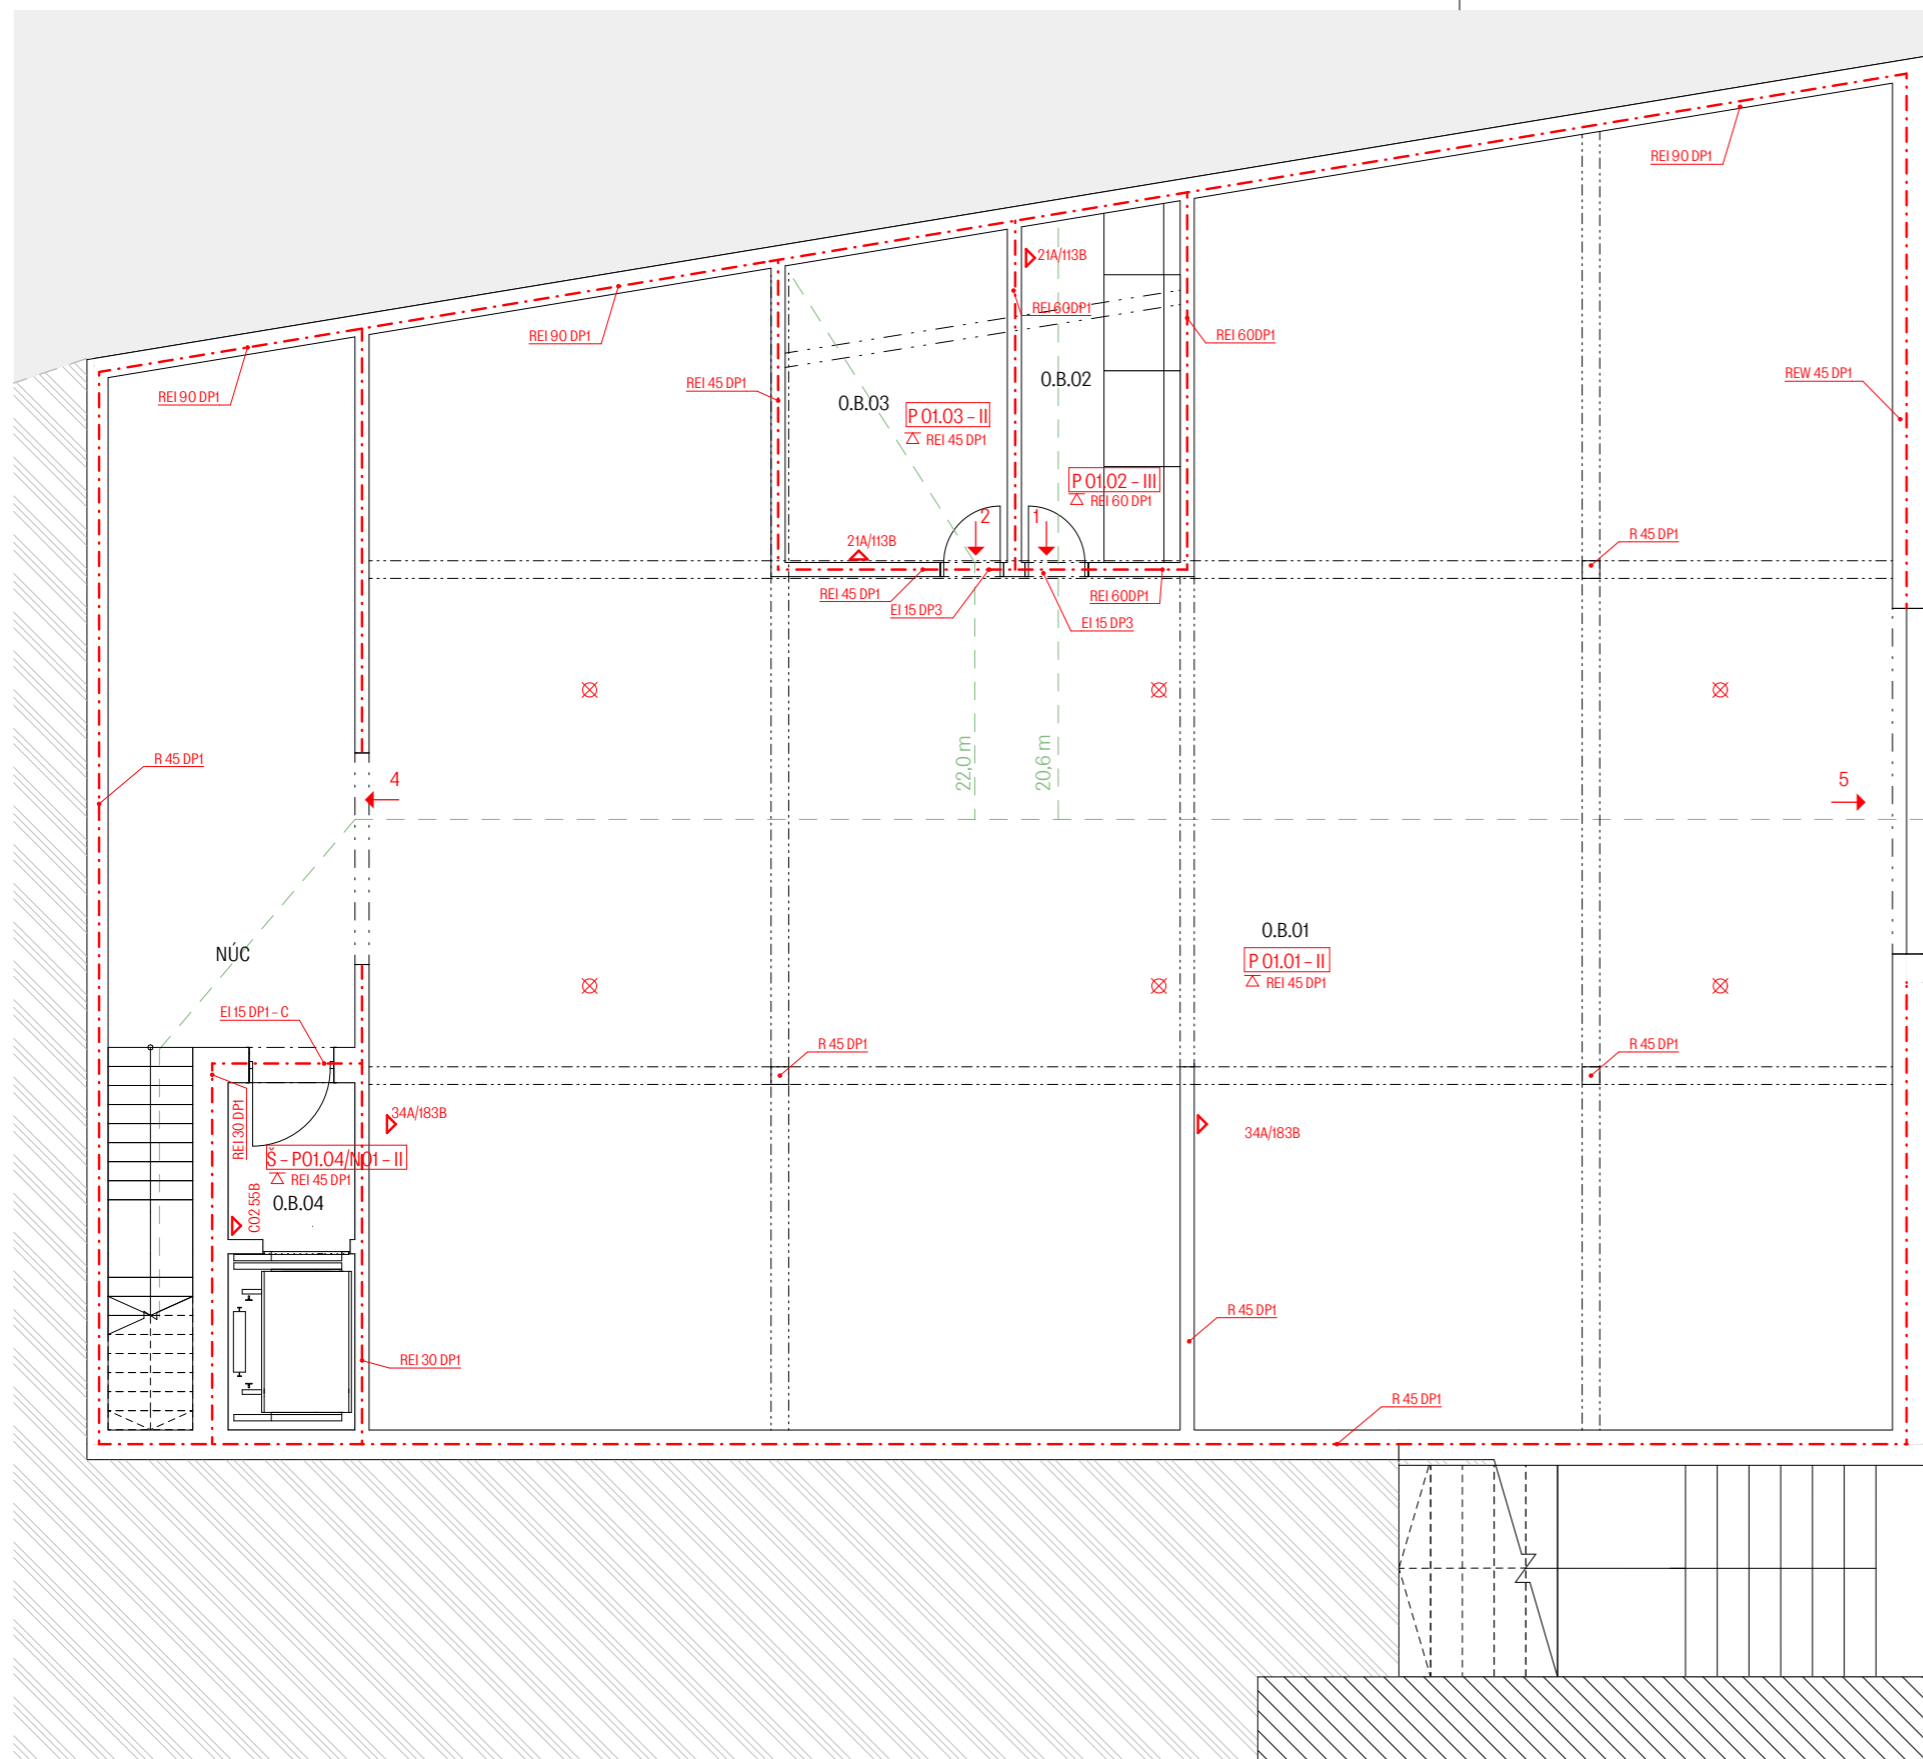 REI 90 DP1
21A/113B
REI 60DP1
REI 90 DP1
REI 60DP1
REI 90 DP1
REI 45 DP1
REW 45 DP1
O.B.03
O.B.02
P 01.03 – II
REI 45 DP1
P 01.02 – III
REI 60 DP1
2
1
21A/113B
R 45 DP1
REI 45 DP1
EI 15 DP3
REI 60DP1
EI 15 DP3
22,0 m
20,6 m
R 45 DP1
4
5
NÚC
O.B.01
P 01.01 – II
REI 45 DP1
EI 15 DP1 – C
R 45 DP1
R 45 DP1
REI 30 DP1
34A/183B
34A/183B
Š – P01.04/N01 – II
REI 45 DP1
O.B.04
CO2 55B
R 45 DP1
REI 30 DP1
R 45 DP1